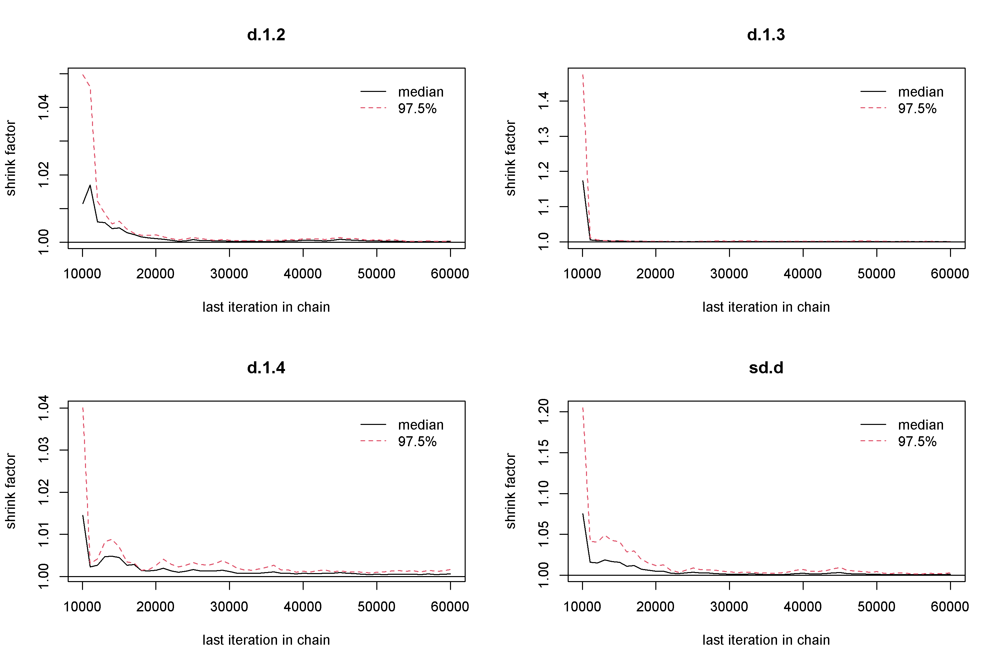 d.1.2
shrink factor
1.00 1.02 1.04
median
97.5%
10000 20000 30000 40000 50000 60000
last iteration in chain
d.1.3
shrink factor
1.0 1.1 1.2 1.3 1.4
median
97.5%
10000 20000 30000 40000 50000 60000
last iteration in chain
d.1.4
shrink factor
1.00 1.01 1.02 1.03 1.04
median
97.5%
10000 20000 30000 40000 50000 60000
last iteration in chain
sd.d
shrink factor
1.00 1.05 1.10 1.15 1.20
median
97.5%
10000 20000 30000 40000 50000 60000
last iteration in chain